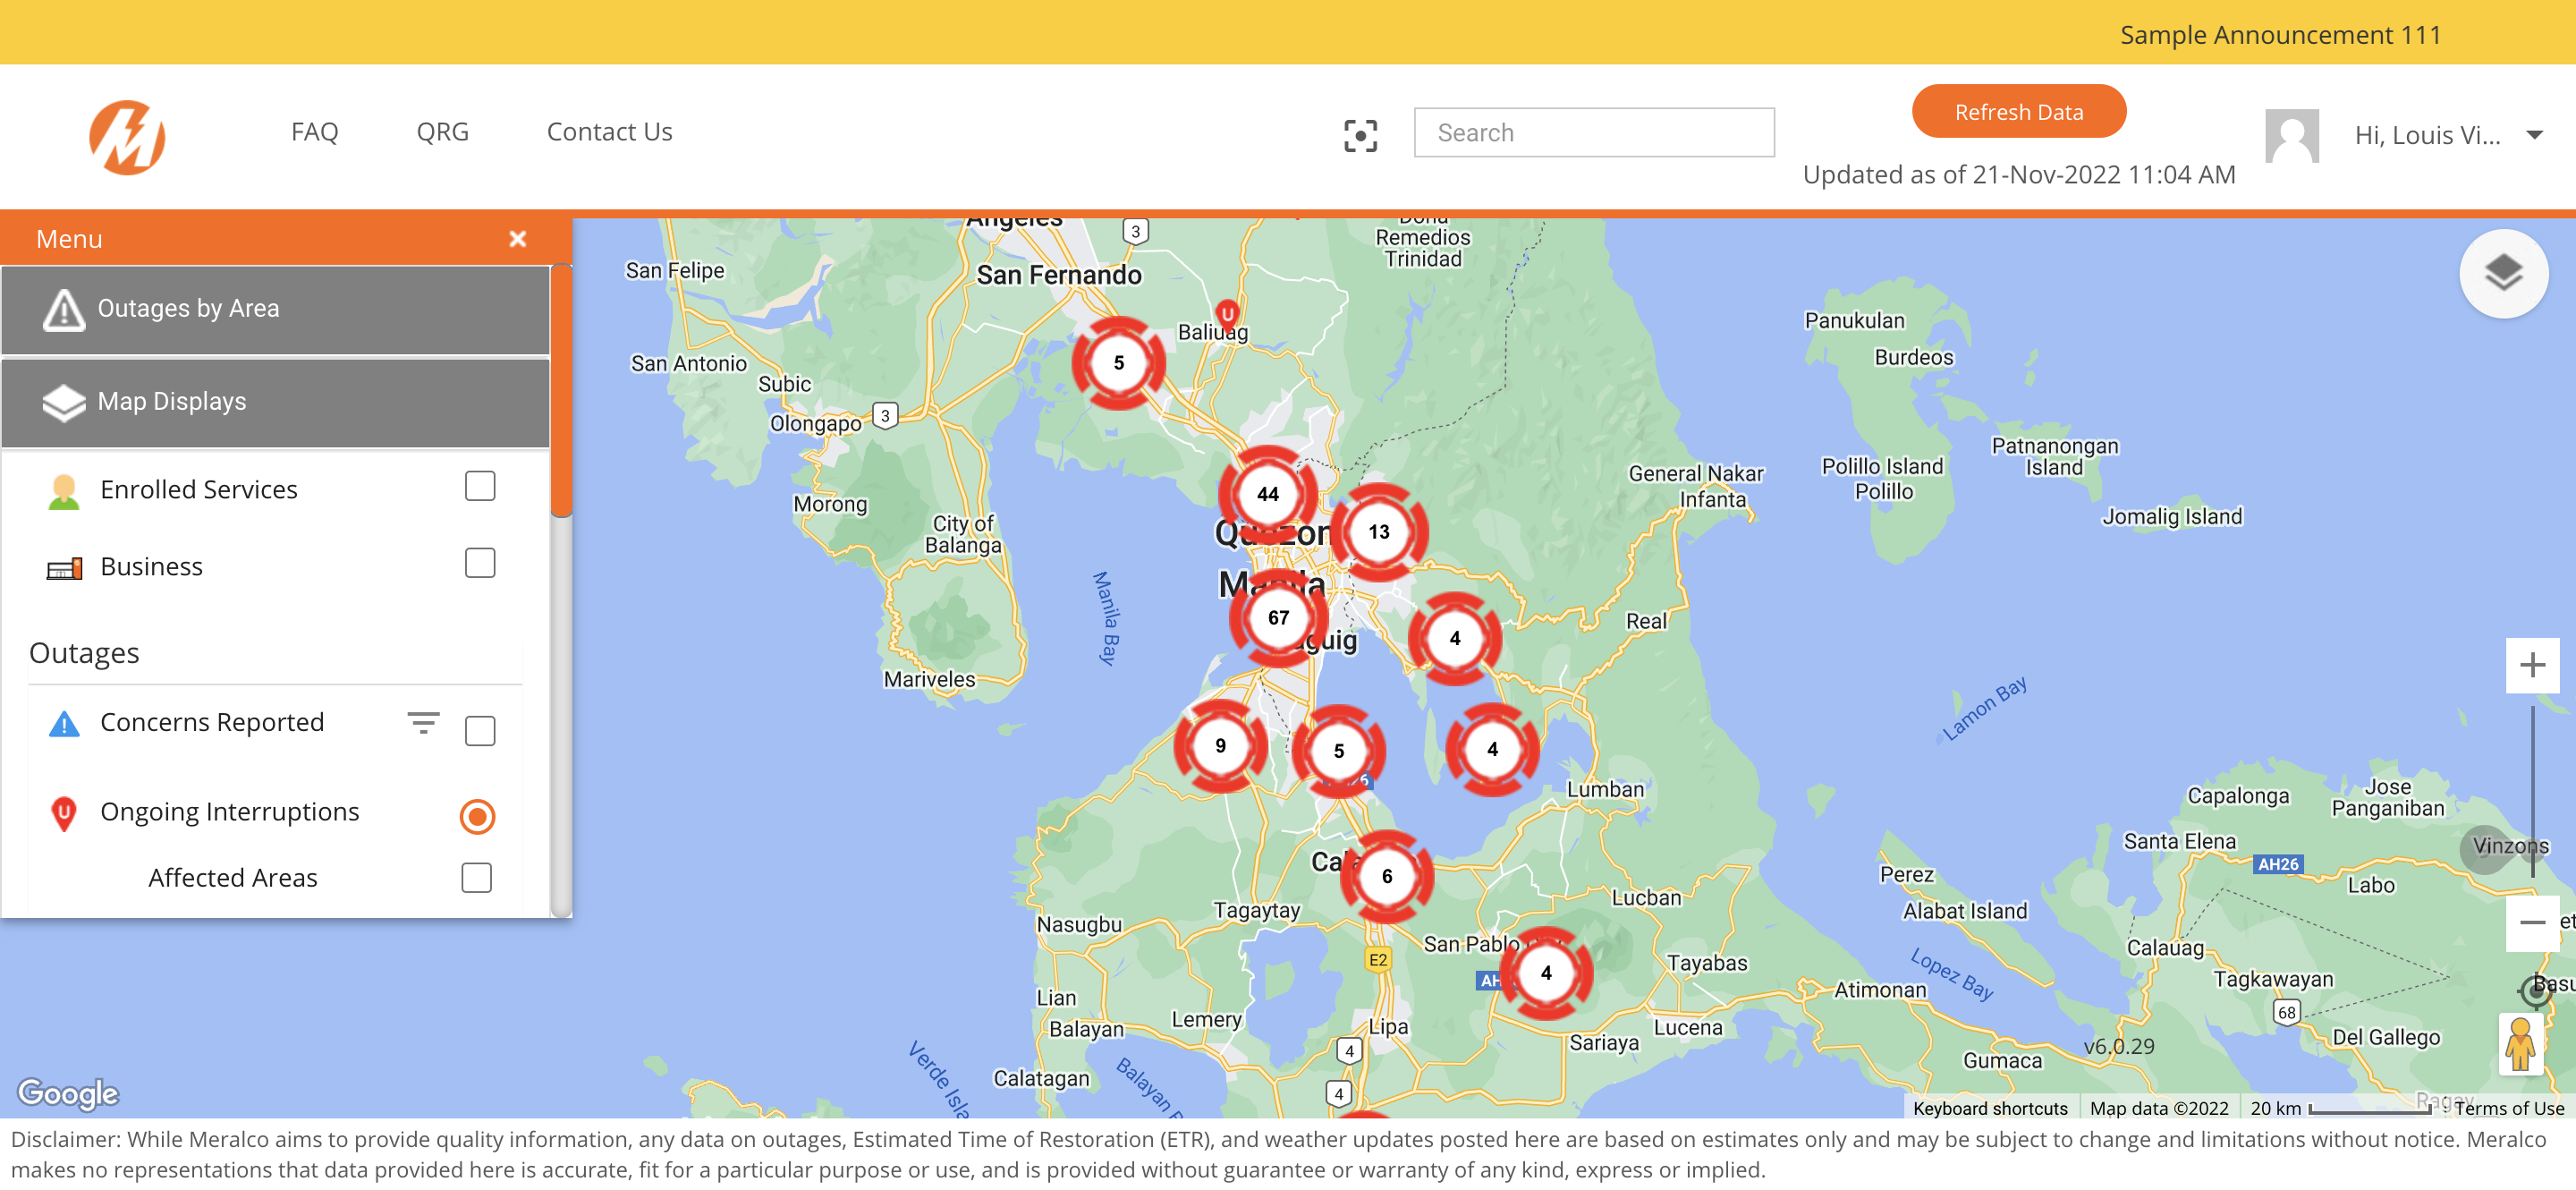 Sample Announcement 111
FAQ
QRG
Contact Us
Search
Refresh Data
Updated as of 21-Nov-2022 11:04 AM
Hi, Louis Vi...
Menu
Outages by Area
Map Displays
Enrolled Services
Business
Outages
Concerns Reported
Ongoing Interruptions
U
Affected Areas
Angeles
3
San Felipe
San Fernando
Doña
Remedios
Trinidad
U
Baliuag
5
San Antonio
Subic
Olongapo
3
Panukulan
Burdeos
Patnanongan
Island
Polillo Island
Polillo
Jomalig Island
General Nakar
Infanta
44
13
Quezon
Morong
City of
Balanga
Manila Bay
Manila
67
4
Real
Mariveles
Lamon Bay
9
5
4
Lumban
Capalonga
Jose
Panganiban
Santa Elena
Vinzons
AH26
Labo
6
Perez
Alabat Island
Lucban
Tagaytay
Nasugbu
San Pablo
E2
4
Tayabas
Calauag
Lopez Bay
Tagkawayan
Atimonan
68
Lian
Balayan
Lemery
Lipa
Sariaya
Lucena
Del Gallego
4
Gumaca
v6.0.29
Calatagan
4
Google
Keyboard shortcuts
Map data ©2022
20 km
Terms of Use
Disclaimer: While Meralco aims to provide quality information, any data on outages, Estimated Time of Restoration (ETR), and weather updates posted here are based on estimates only and may be subject to change and limitations without notice. Meralco
makes no representations that data provided here is accurate, fit for a particular purpose or use, and is provided without guarantee or warranty of any kind, express or implied.